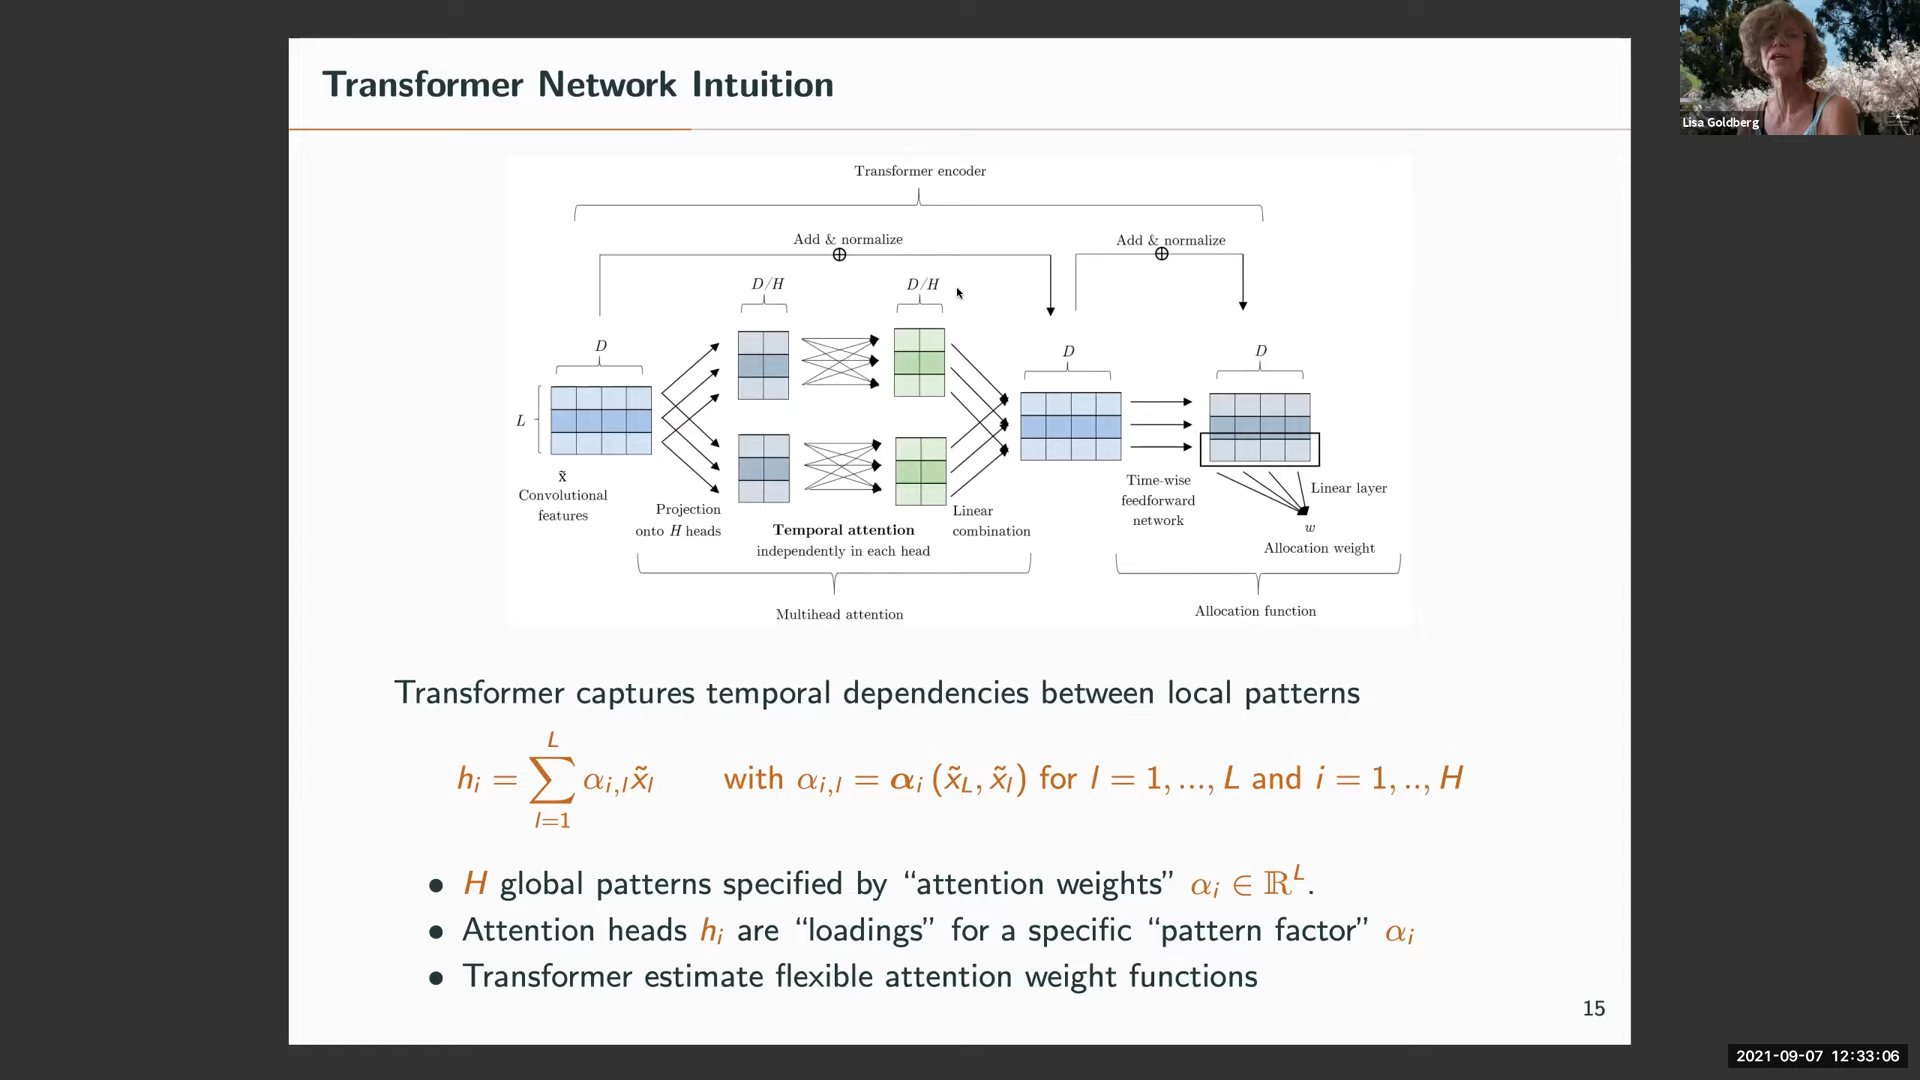 Transformer Network Intuition
Lisa Goldberg
Transformer encoder
Add & normalize
Add & normalize
D/H
D/H
D
D
D
L
x̃
Convolutional
features
Projection
onto H heads
Temporal attention
independently in each head
Linear
combination
Time-wise
feedforward
network
Linear layer
w
Allocation weight
Multihead attention
Allocation function
Transformer captures temporal dependencies between local patterns
h_i = ∑_{l=1}^{L} α_{i,l} x̃_l with α_{i,l} = α_i (x̃_L, x̃_l) for l = 1, ..., L and i = 1, .., H
• H global patterns specified by “attention weights” α_i ∈ ℝ^L.
• Attention heads h_i are “loadings” for a specific “pattern factor” α_i
• Transformer estimate flexible attention weight functions
15
2021-09-07 12:33:06